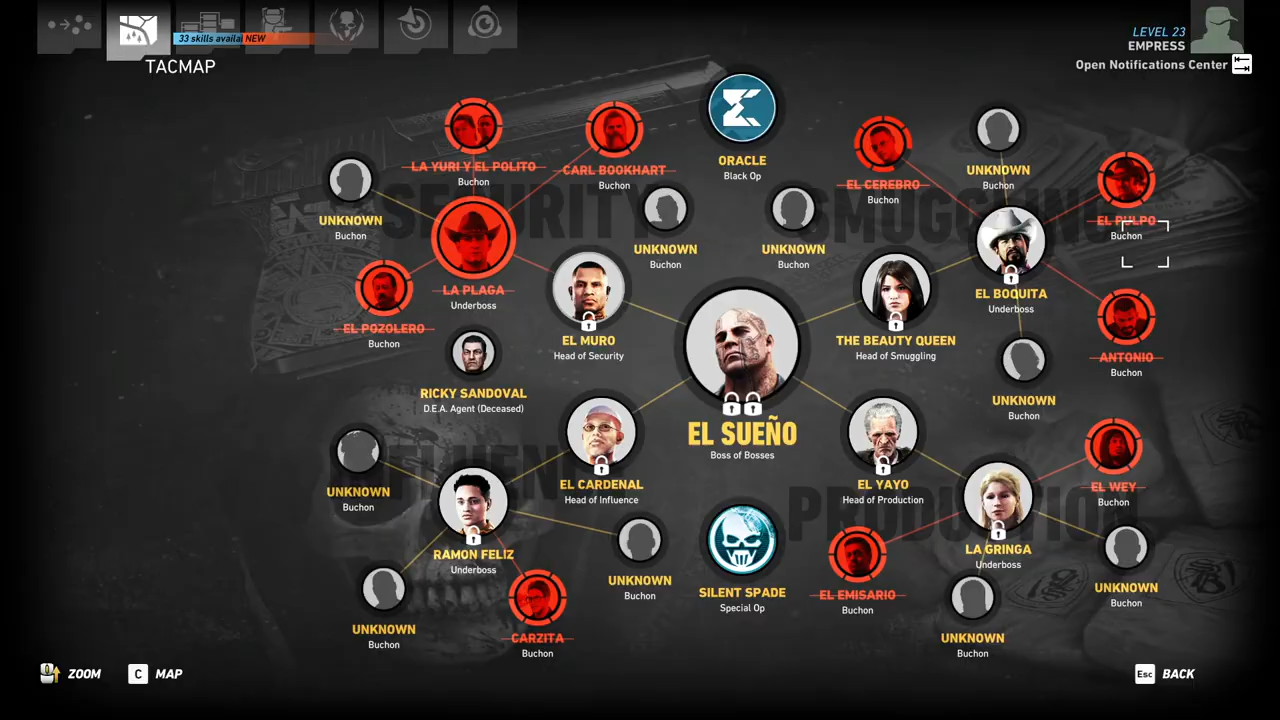 33 skills availal NEW
TACMAP
LEVEL 23
EMPRESS
Open Notifications Center
SECURITY
SMUGGLING
INFLUENCE
PRODUCTION
LA YURI Y EL POLITO
Buchon
CARL BOOKHART
Buchon
ORACLE
Black Op
EL CEREBRO
Buchon
UNKNOWN
Buchon
UNKNOWN
Buchon
EL PULPO
Buchon
UNKNOWN
Buchon
UNKNOWN
Buchon
LA PLAGA
Underboss
EL BOQUITA
Underboss
EL POZOLERO
Buchon
EL MURO
Head of Security
THE BEAUTY QUEEN
Head of Smuggling
ANTONIO
Buchon
RICKY SANDOVAL
D.E.A. Agent (Deceased)
UNKNOWN
Buchon
EL SUEÑO
Boss of Bosses
UNKNOWN
Buchon
EL CARDENAL
Head of Influence
EL YAYO
Head of Production
EL WEY
Buchon
RAMON FELIZ
Underboss
LA GRINGA
Underboss
UNKNOWN
Buchon
SILENT SPADE
Special Op
EL EMISARIO
Buchon
UNKNOWN
Buchon
UNKNOWN
Buchon
CARZITA
Buchon
UNKNOWN
Buchon
ZOOM
C MAP
Esc BACK